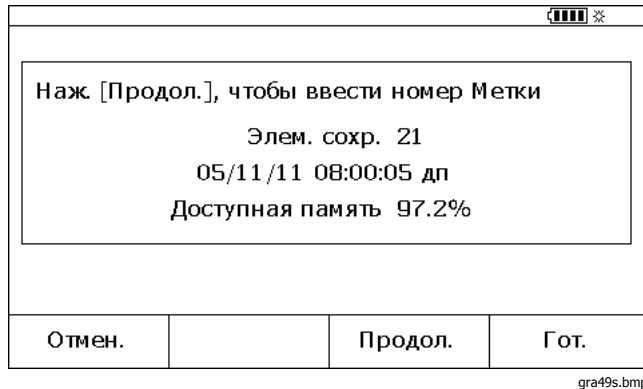 Наж. [Продол.], чтобы ввести номер Метки
Элем. сохр. 21
05/11/11 08:00:05 дп
Доступная память 97.2%
Отмен. Продол. Гот.
gra49s.bmp